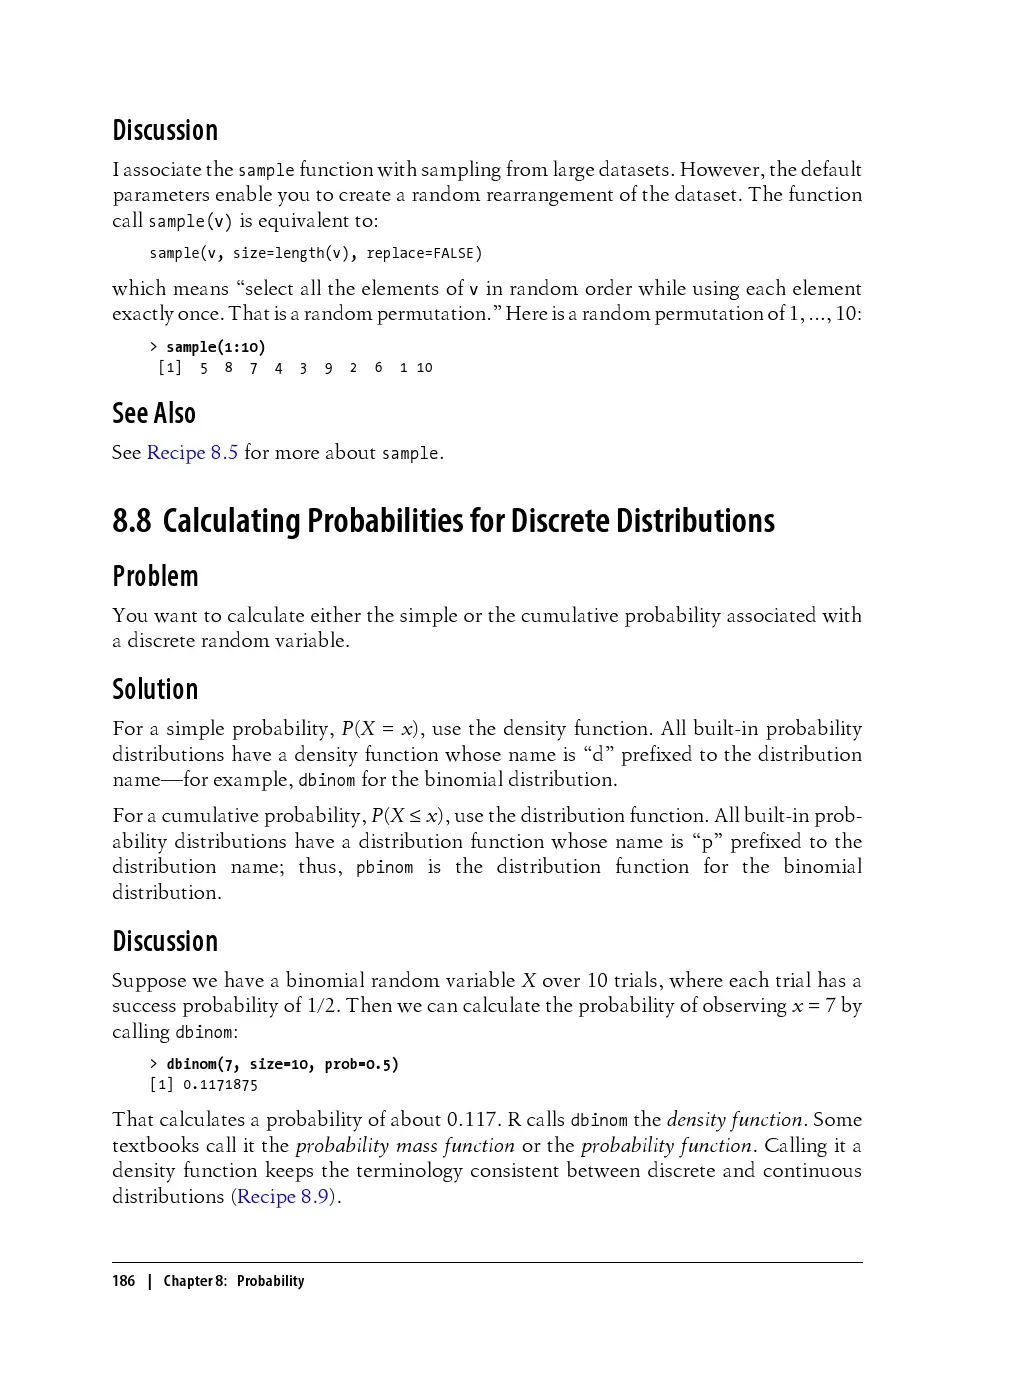 Discussion
I associate the sample function with sampling from large datasets. However, the default
parameters enable you to create a random rearrangement of the dataset. The function
call sample(v) is equivalent to:
sample(v, size=length(v), replace=FALSE)
which means “select all the elements of v in random order while using each element
exactly once. That is a random permutation.” Here is a random permutation of 1, ..., 10:
> sample(1:10)
[1]  5  8  7  4  3  9  2  6  1 10
See Also
See Recipe 8.5 for more about sample.
8.8 Calculating Probabilities for Discrete Distributions
Problem
You want to calculate either the simple or the cumulative probability associated with
a discrete random variable.
Solution
For a simple probability, P(X = x), use the density function. All built-in probability
distributions have a density function whose name is “d” prefixed to the distribution
name—for example, dbinom for the binomial distribution.
For a cumulative probability, P(X ≤ x), use the distribution function. All built-in prob-
ability distributions have a distribution function whose name is “p” prefixed to the
distribution name; thus, pbinom is the distribution function for the binomial
distribution.
Discussion
Suppose we have a binomial random variable X over 10 trials, where each trial has a
success probability of 1/2. Then we can calculate the probability of observing x = 7 by
calling dbinom:
> dbinom(7, size=10, prob=0.5)
[1] 0.1171875
That calculates a probability of about 0.117. R calls dbinom the density function. Some
textbooks call it the probability mass function or the probability function. Calling it a
density function keeps the terminology consistent between discrete and continuous
distributions (Recipe 8.9).
186 | Chapter 8: Probability